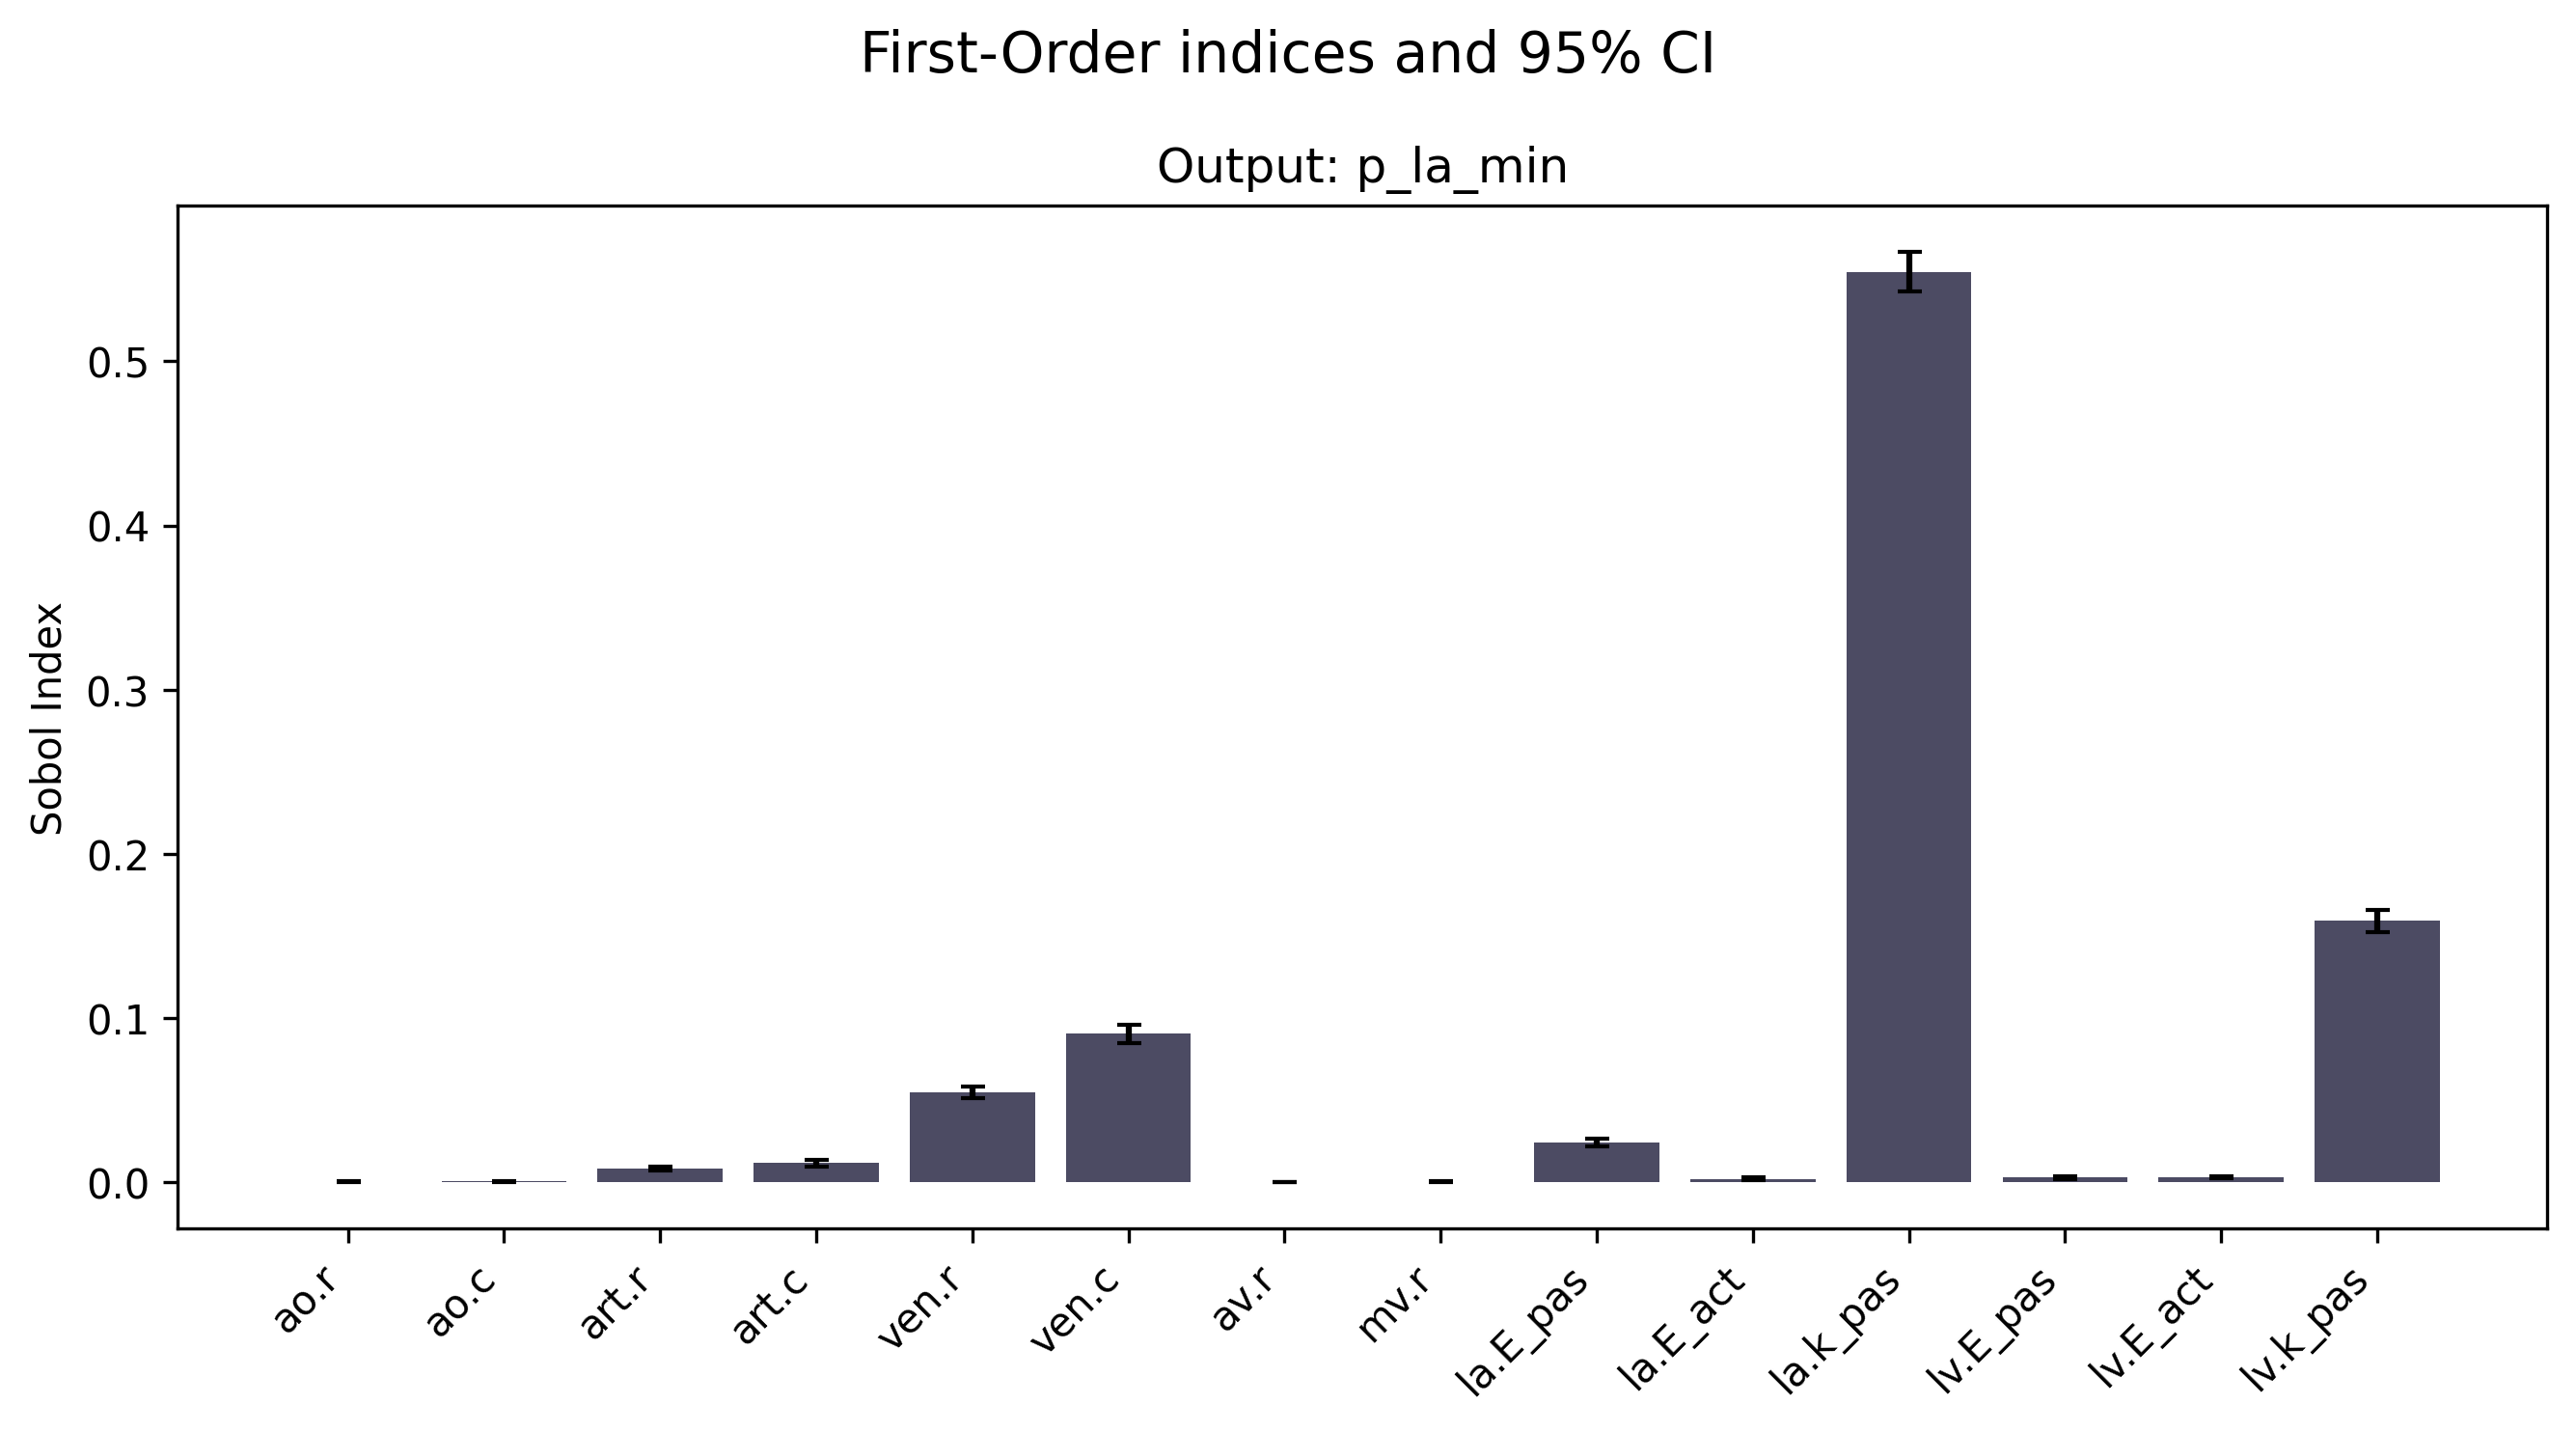 First-Order indices and 95% CI
Output: p_la_min
Sobol Index
0.5
0.4
0.3
0.2
0.1
0.0
ao.r
ao.c
art.r
art.c
ven.r
ven.c
av.r
mv.r
la.E_pas
la.E_act
la.k_pas
lv.E_pas
lv.E_act
lv.k_pas